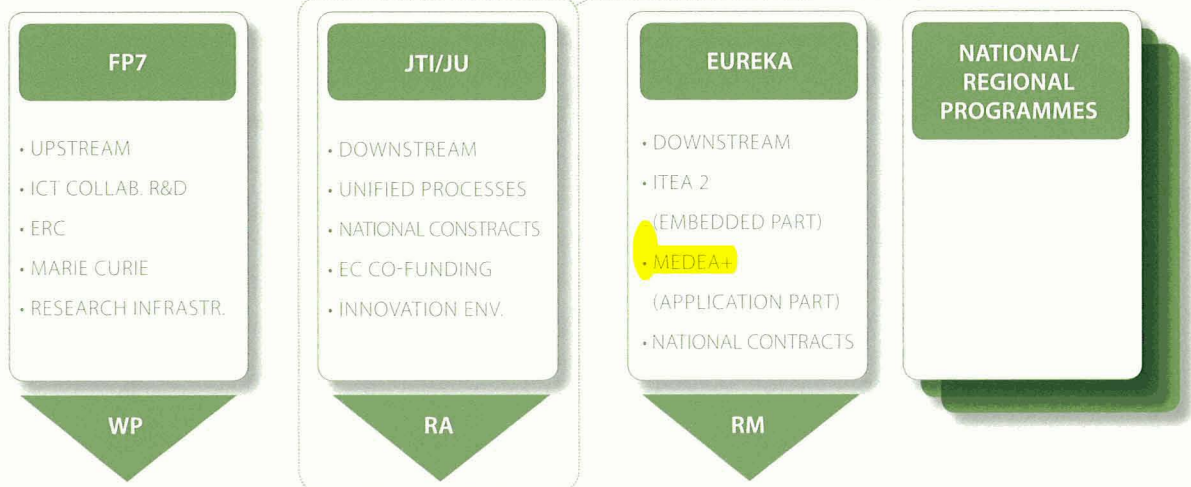 FP7
• UPSTREAM
• ICT COLLAB. R&D
• ERC
• MARIE CURIE
• RESEARCH INFRASTR.
WP
JTI/JU
• DOWNSTREAM
• UNIFIED PROCESSES
• NATIONAL CONSTRACTS
• EC CO-FUNDING
• INNOVATION ENV.
RA
EUREKA
• DOWNSTREAM
• ITEA 2
(EMBEDDED PART)
• MEDEA+
(APPLICATION PART)
• NATIONAL CONTRACTS
RM
NATIONAL/
REGIONAL
PROGRAMMES